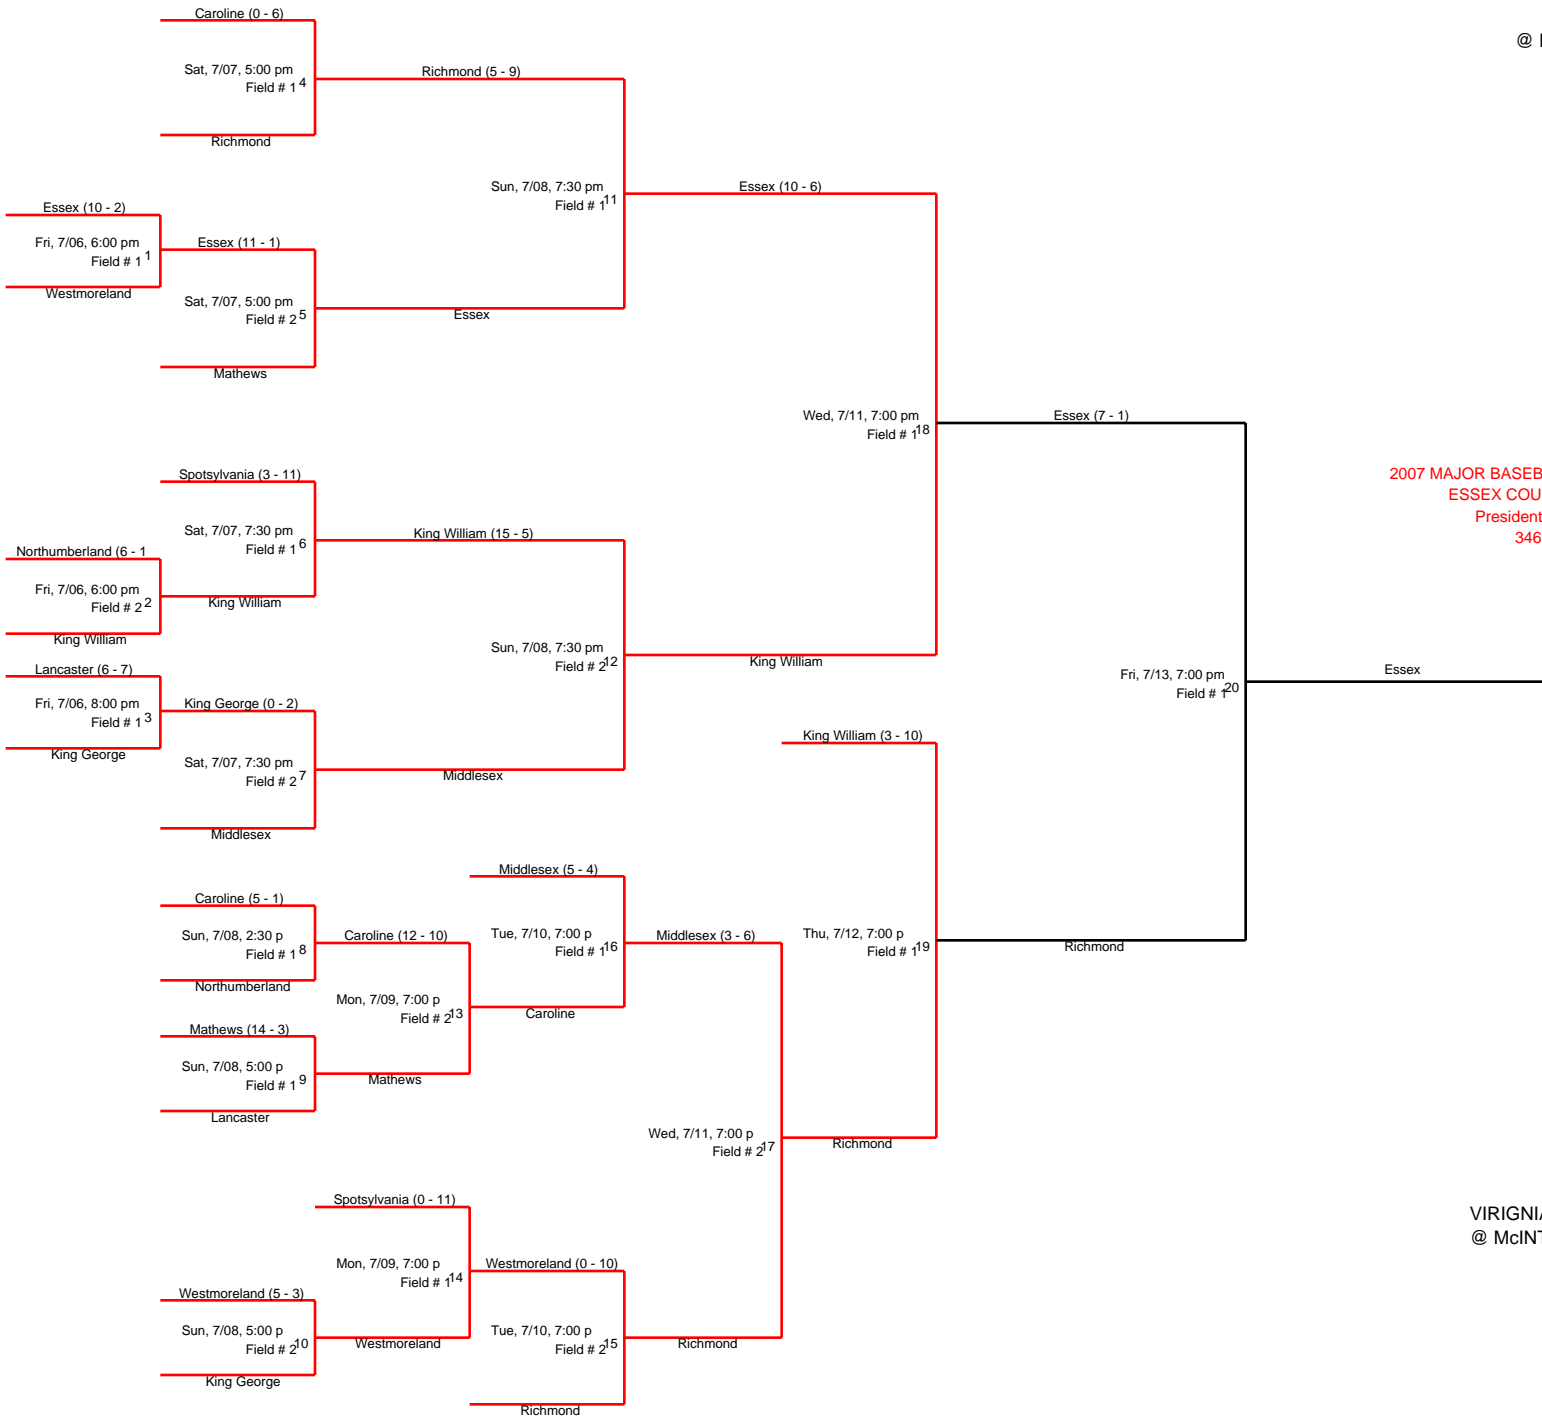 Caroline (0 - 6)
@
Sat, 7/07, 5:00 pm
Field # 1 4
Richmond (5 - 9)
Richmond
Sun, 7/08, 7:30 pm
Field # 1 11
Essex (10 - 6)
Essex (10 - 2)
Fri, 7/06, 6:00 pm
Field # 1 1
Westmoreland
Essex (11 - 1)
Sat, 7/07, 5:00 pm
Field # 2 5
Essex
Mathews
Wed, 7/11, 7:00 pm
Field # 1 18
Essex (7 - 1)
2007 MAJOR BASEB
ESSEX COU
President
346
Spotsylvania (3 - 11)
Sat, 7/07, 7:30 pm
Field # 1 6
King William (15 - 5)
Northumberland (6 - 1
Fri, 7/06, 6:00 pm
Field # 2 2
King William
King William
Sun, 7/08, 7:30 pm
Field # 2 12
King William
Lancaster (6 - 7)
Fri, 7/06, 8:00 pm
Field # 1 3
King George
King George (0 - 2)
Sat, 7/07, 7:30 pm
Field # 2 7
Middlesex
Middlesex
Fri, 7/13, 7:00 pm
Field # 1 20
Essex
King William (3 - 10)
Middlesex (5 - 4)
Caroline (5 - 1)
Sun, 7/08, 2:30 p
Field # 1 8
Northumberland
Caroline (12 - 10)
Tue, 7/10, 7:00 p
Field # 1 16
Middlesex (3 - 6)
Thu, 7/12, 7:00 p
Field # 1 19
Richmond
Mon, 7/09, 7:00 p
Field # 2 13
Caroline
Mathews (14 - 3)
Sun, 7/08, 5:00 p
Field # 1 9
Mathews
Lancaster
Wed, 7/11, 7:00 p
Field # 2 17
Richmond
Spotsylvania (0 - 11)
VIRIGNIA
@ McINT
Mon, 7/09, 7:00 p
Field # 1 14
Westmoreland (0 - 10)
Westmoreland (5 - 3)
Sun, 7/08, 5:00 p
Field # 2 10
Westmoreland
King George
Tue, 7/10, 7:00 p
Field # 2 15
Richmond
Richmond